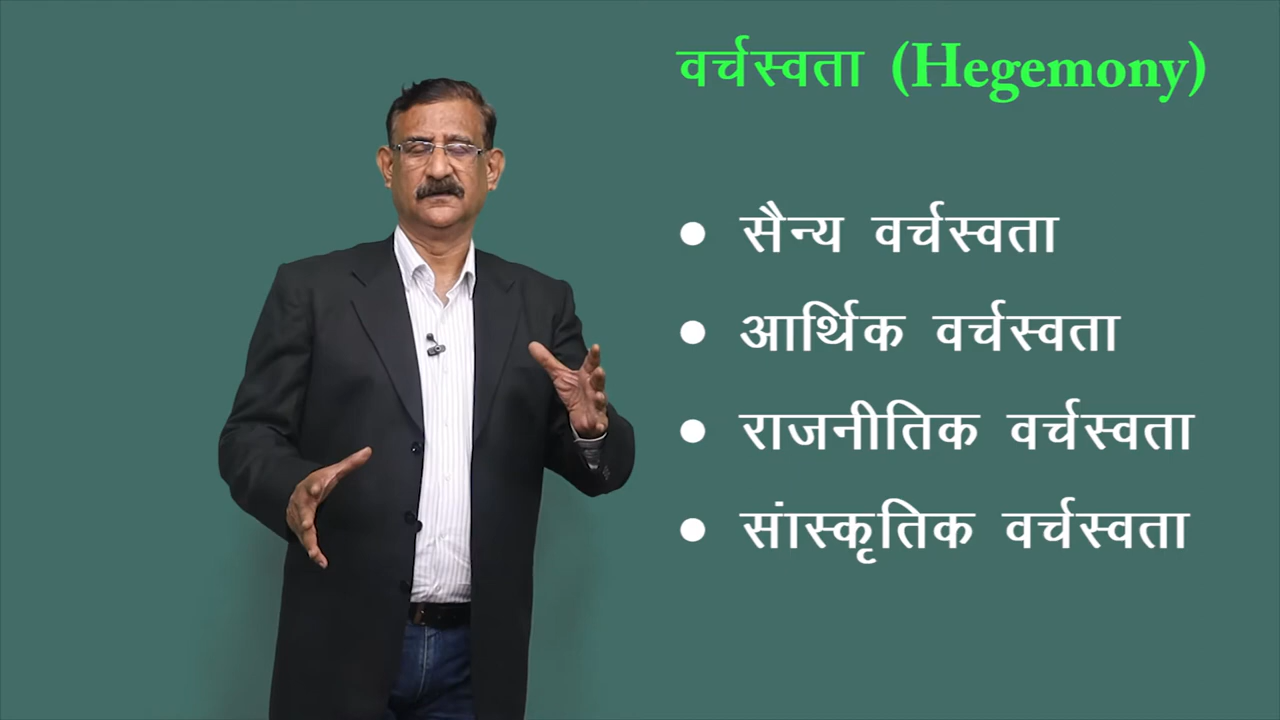 वर्चस्वता (Hegemony)
• सैन्य वर्चस्वता
• आर्थिक वर्चस्वता
• राजनीतिक वर्चस्वता
• सांस्कृतिक वर्चस्वता